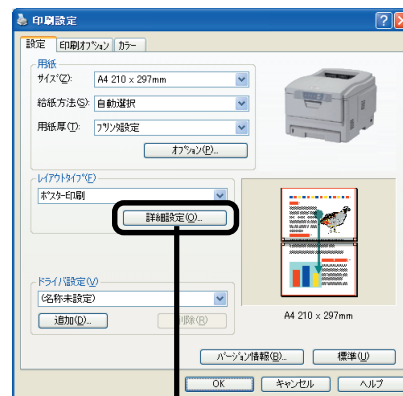 印刷設定
設定 印刷オプション カラー
用紙
サイズ(Z): A4 210 x 297mm
給紙方法(S): 自動選択
用紙厚(T): プリンタ設定
オプション(P)...
レイアウトタイプ(F)
ポスター印刷
詳細設定(O)...
ドライバ設定(V)
(名称未設定)
追加(D)... 削除(R)
A4 210 x 297mm
バージョン情報(B)... 標準(U)
OK キャンセル ヘルプ